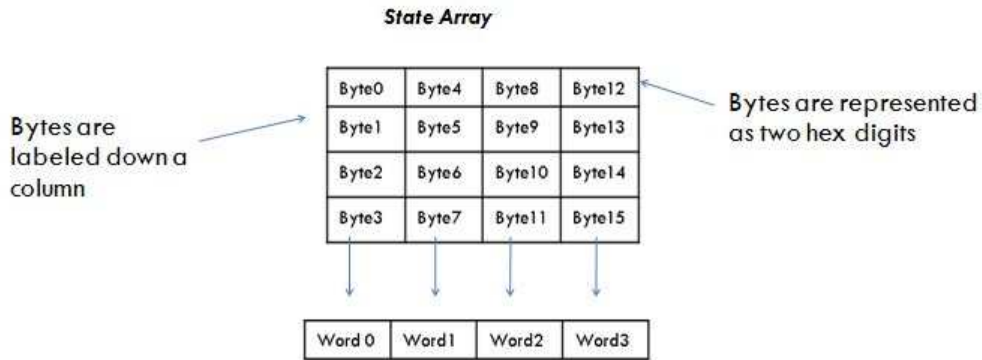 State Array
Bytes are
labeled down a
column
Byte0 Byte4 Byte8 Byte12
Byte1 Byte5 Byte9 Byte13
Byte2 Byte6 Byte10 Byte14
Byte3 Byte7 Byte11 Byte15
Bytes are represented
as two hex digits
Word 0 Word1 Word2 Word3